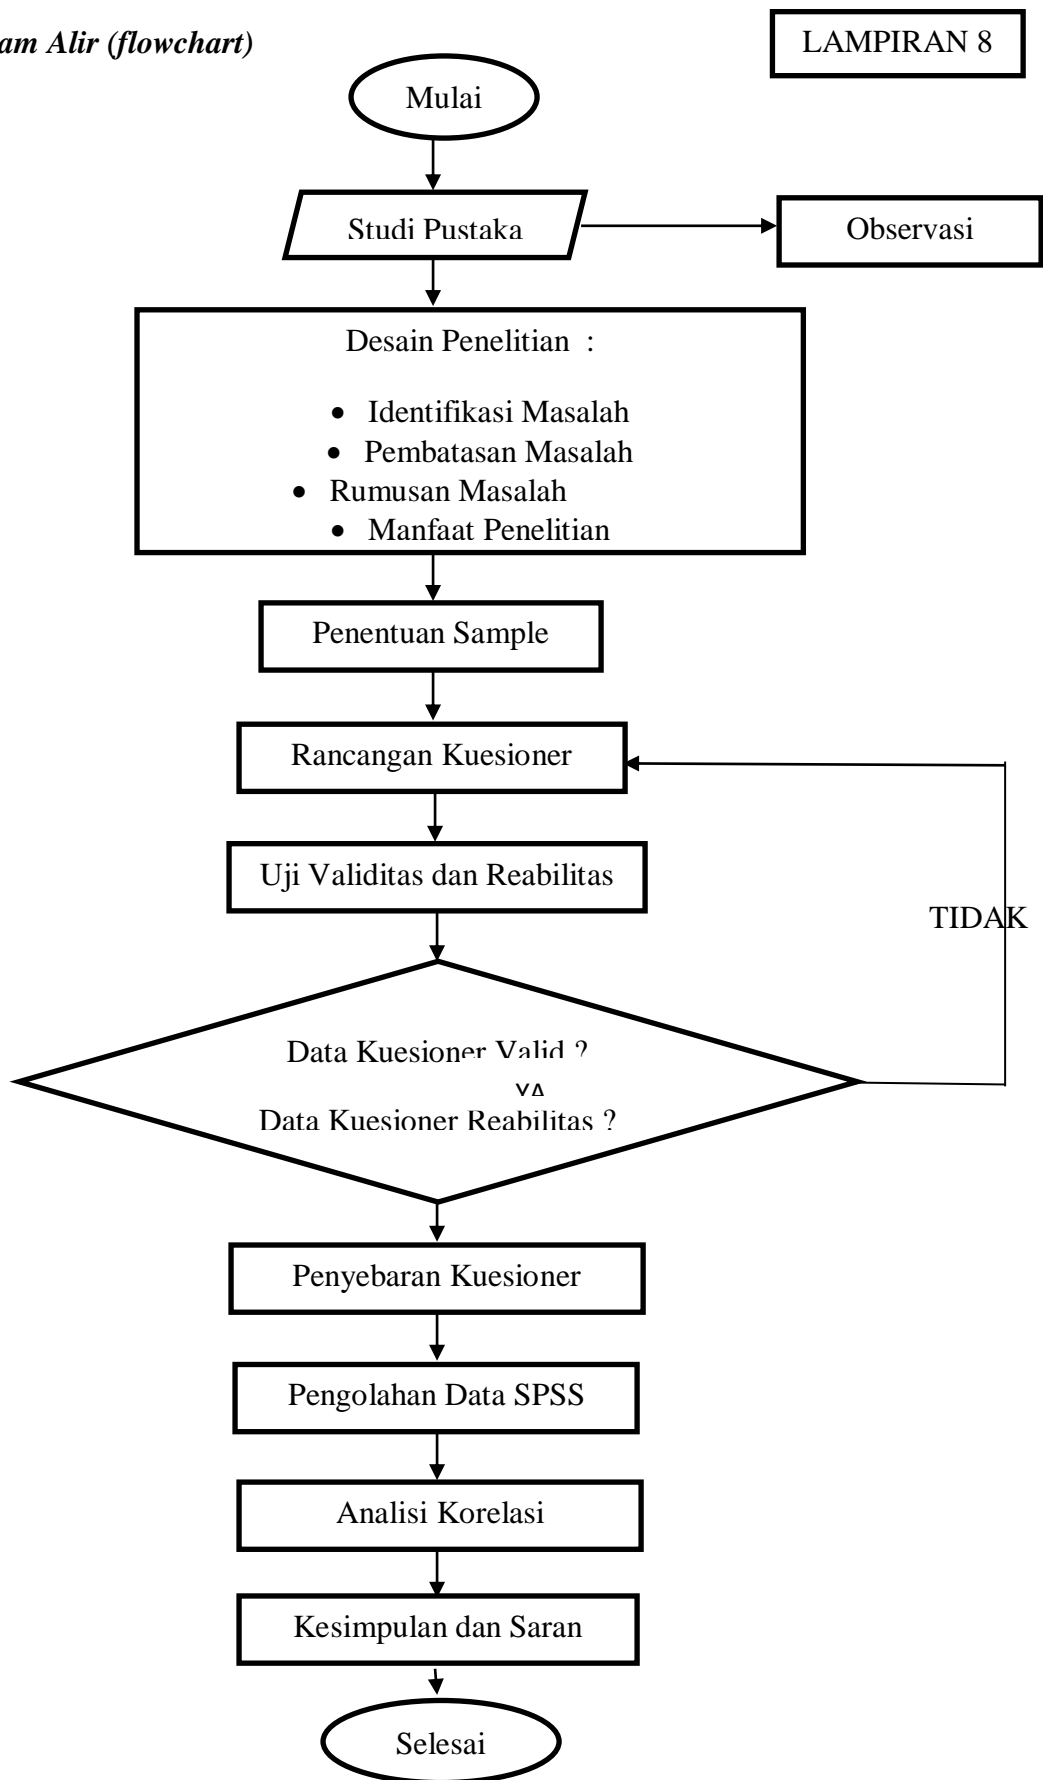 am Alir (flowchart)
LAMPIRAN 8
Mulai
Studi Pustaka
Observasi
Desain Penelitian :
• Identifikasi Masalah
• Pembatasan Masalah
• Rumusan Masalah
• Manfaat Penelitian
Penentuan Sample
Rancangan Kuesioner
Uji Validitas dan Reabilitas
TIDAK
Data Kuesioner Valid ?
YA
Data Kuesioner Reabilitas ?
Penyebaran Kuesioner
Pengolahan Data SPSS
Analisi Korelasi
Kesimpulan dan Saran
Selesai